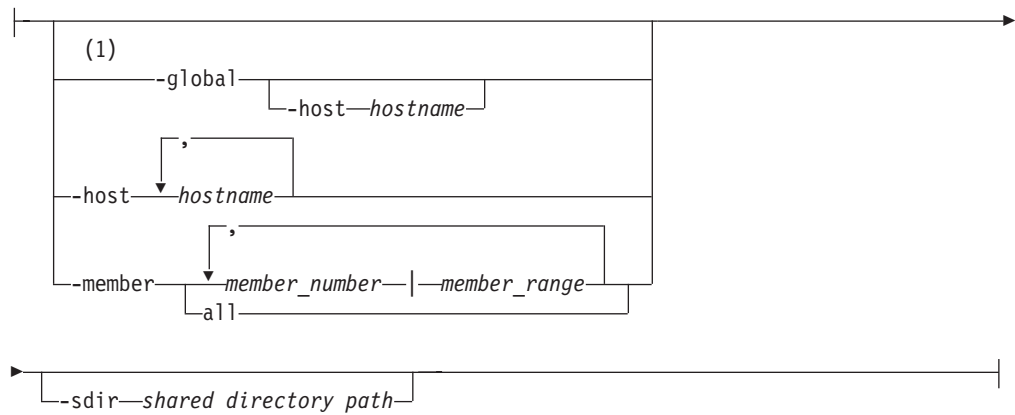 (1)
-global
-host hostname
,
-host hostname
,
-member member_number | member_range
all
-sdir shared directory path